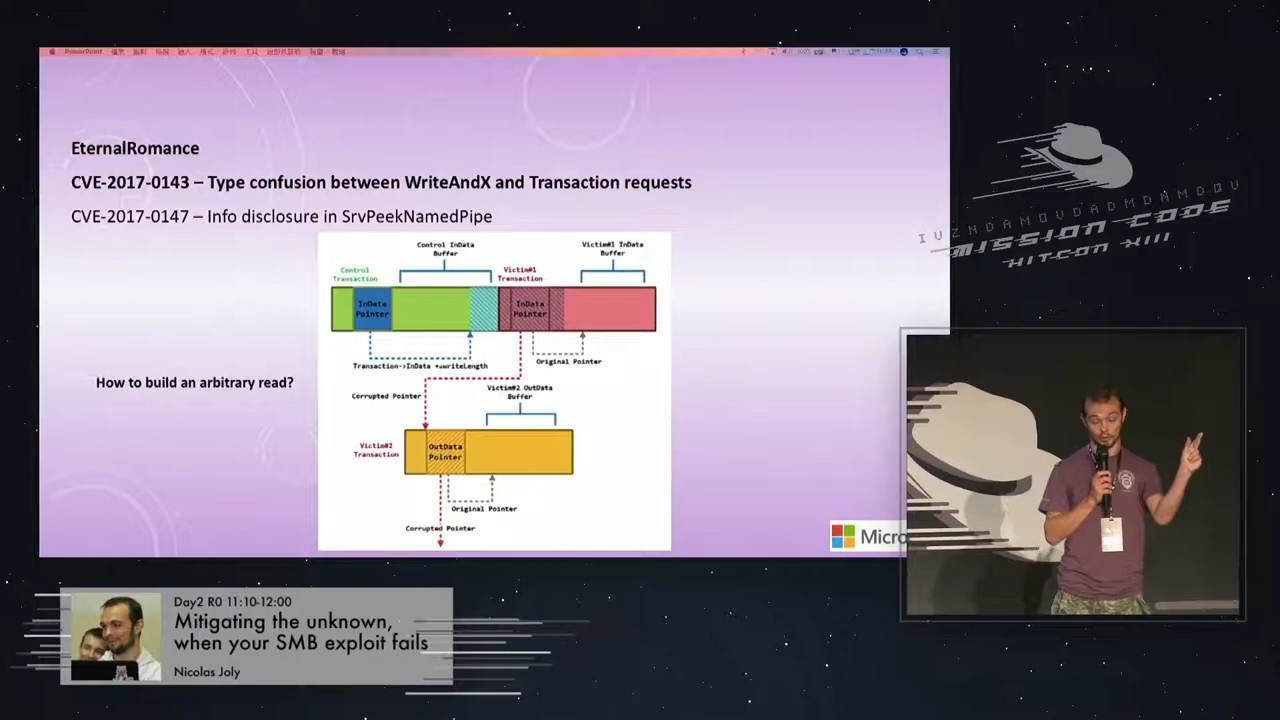 PowerPoint
EternalRomance
CVE-2017-0143 – Type confusion between WriteAndX and Transaction requests
CVE-2017-0147 – Info disclosure in SrvPeekNamedPipe
Control InData
Buffer
Victim#1 InData
Buffer
Control
Transaction
Victim#1
Transaction
InData
Pointer
InData
Pointer
Transaction->InData +=writeLength
Original Pointer
How to build an arbitrary read?
Corrupted Pointer
Victim#2 OutData
Buffer
Victim#2
Transaction
OutData
Pointer
Original Pointer
Corrupted Pointer
Micro
MISSION CODE
HITCON XIII
Day2 R0 11:10-12:00
Mitigating the unknown,
when your SMB exploit fails
Nicolas Joly